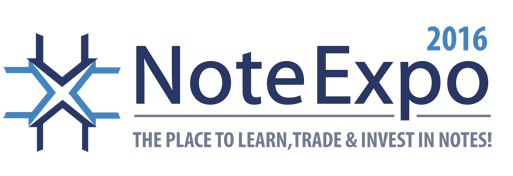 2016
NoteExpo
THE PLACE TO LEARN,TRADE & INVEST IN NOTES!